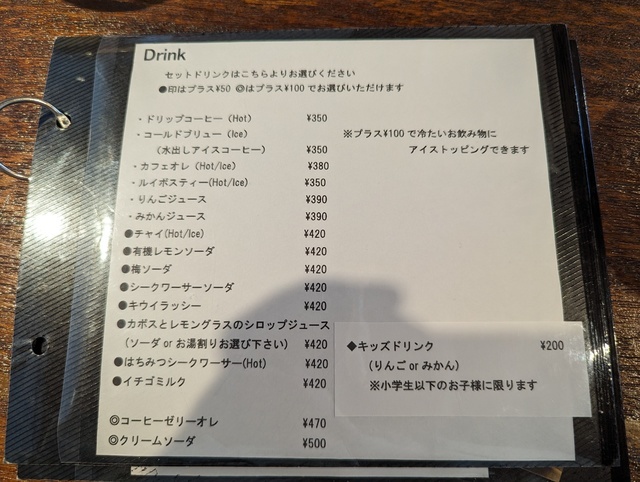 Drink
セットドリンクはこちらよりお選びください
●印はプラス¥50 ◎はプラス¥100でお選びいただけます
・ドリップコーヒー (Hot) ¥350
・コールドブリュー (Ice) ※プラス¥100で冷たいお飲み物に
(水出しアイスコーヒー) ¥350 アイストッピングできます
・カフェオレ (Hot/Ice) ¥380
・ルイボスティー(Hot/Ice) ¥350
・りんごジュース ¥390
・みかんジュース ¥390
●チャイ(Hot/Ice) ¥420
●有機レモンソーダ ¥420
●梅ソーダ ¥420
●シークワーサーソーダ ¥420
●キウイラッシー ¥420
●カボスとレモングラスのシロップジュース
(ソーダ or お湯割りお選び下さい) ¥420
●はちみつシークワーサー(Hot) ¥420
●イチゴミルク ¥420
◆キッズドリンク ¥200
(りんご or みかん)
※小学生以下のお子様に限ります
◎コーヒーゼリーオレ ¥470
◎クリームソーダ ¥500